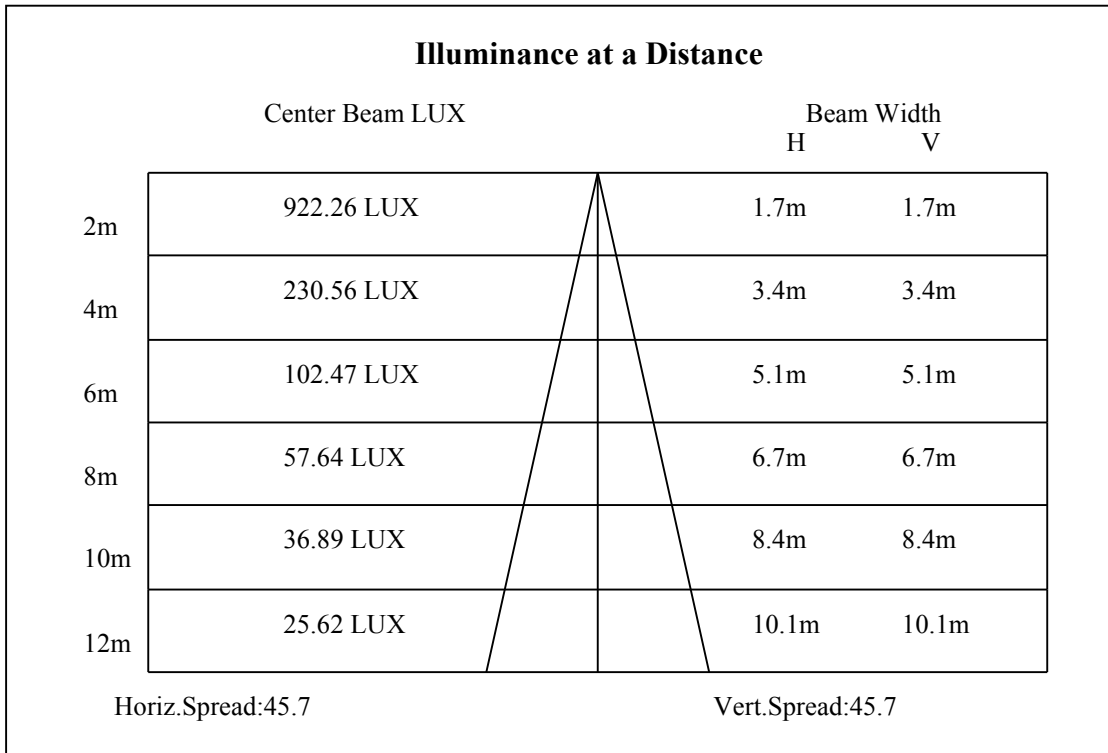 Illuminance at a Distance
Center Beam LUX Beam Width
H V
2m 922.26 LUX 1.7m 1.7m
4m 230.56 LUX 3.4m 3.4m
6m 102.47 LUX 5.1m 5.1m
8m 57.64 LUX 6.7m 6.7m
10m 36.89 LUX 8.4m 8.4m
12m 25.62 LUX 10.1m 10.1m
Horiz.Spread:45.7 Vert.Spread:45.7